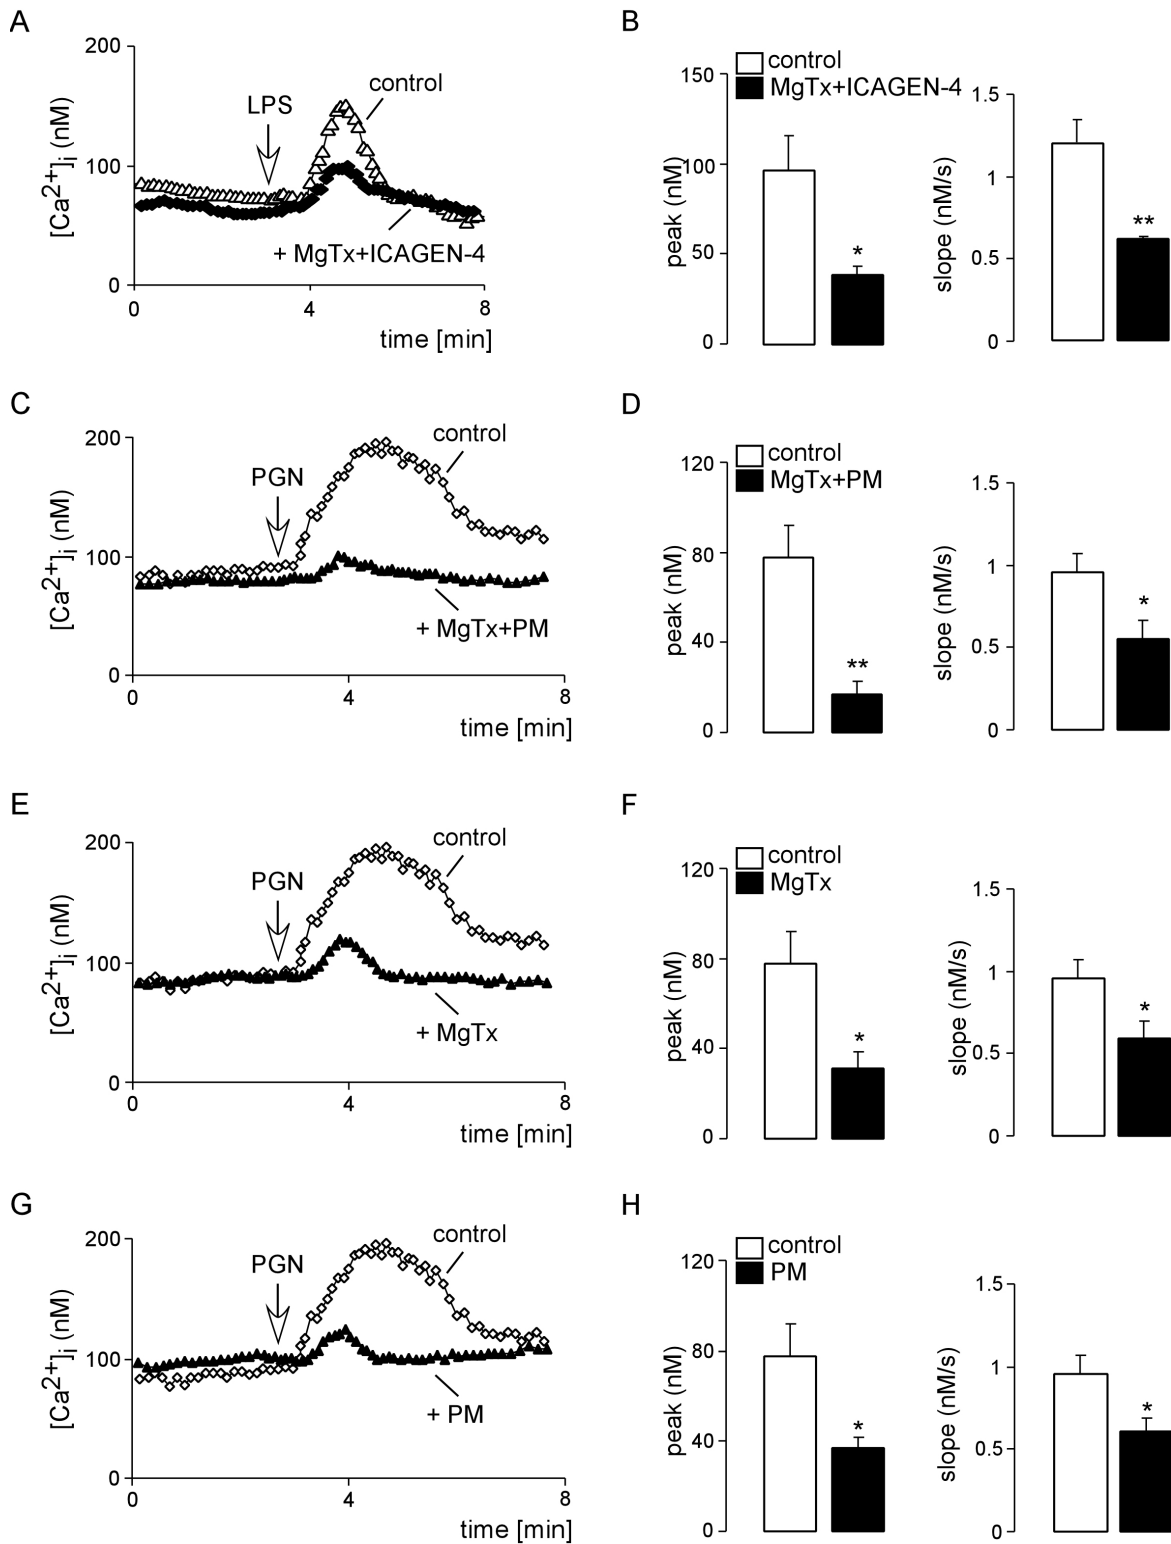 A
[Ca2+]i (nM)
200
100
0
LPS
control
+ MgTx+ICAGEN-4
0
4
8
time [min]
B
control
MgTx+ICAGEN-4
peak (nM)
150
100
50
0
*
slope (nM/s)
1.5
1
0.5
0
**
C
[Ca2+]i (nM)
200
100
0
PGN
control
+ MgTx+PM
0
4
8
time [min]
D
control
MgTx+PM
peak (nM)
120
80
40
0
**
slope (nM/s)
1.5
1
0.5
0
*
E
[Ca2+]i (nM)
200
100
0
PGN
control
+ MgTx
0
4
8
time [min]
F
control
MgTx
peak (nM)
120
80
40
0
*
slope (nM/s)
1.5
1
0.5
0
*
G
[Ca2+]i (nM)
200
100
0
PGN
control
+ PM
0
4
8
time [min]
H
control
PM
peak (nM)
120
80
40
0
*
slope (nM/s)
1.5
1
0.5
0
*